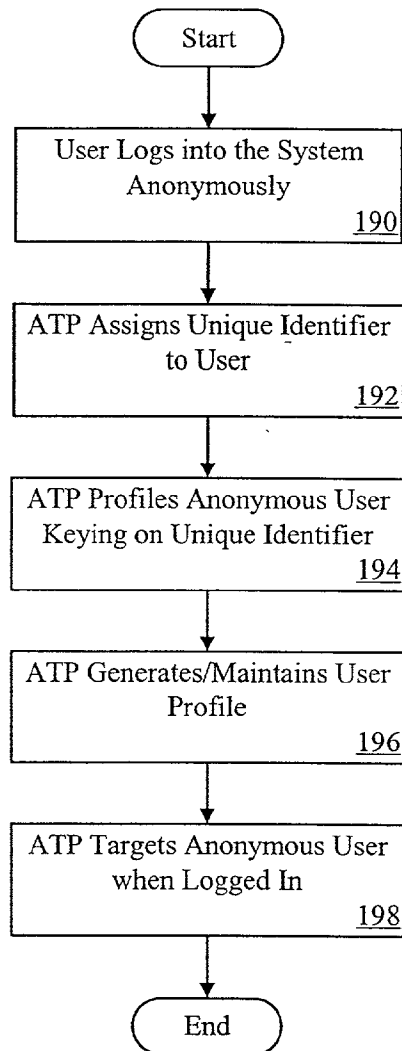 Start
User Logs into the System
Anonymously
190
ATP Assigns Unique Identifier
to User
192
ATP Profiles Anonymous User
Keying on Unique Identifier
194
ATP Generates/Maintains User
Profile
196
ATP Targets Anonymous User
when Logged In
198
End